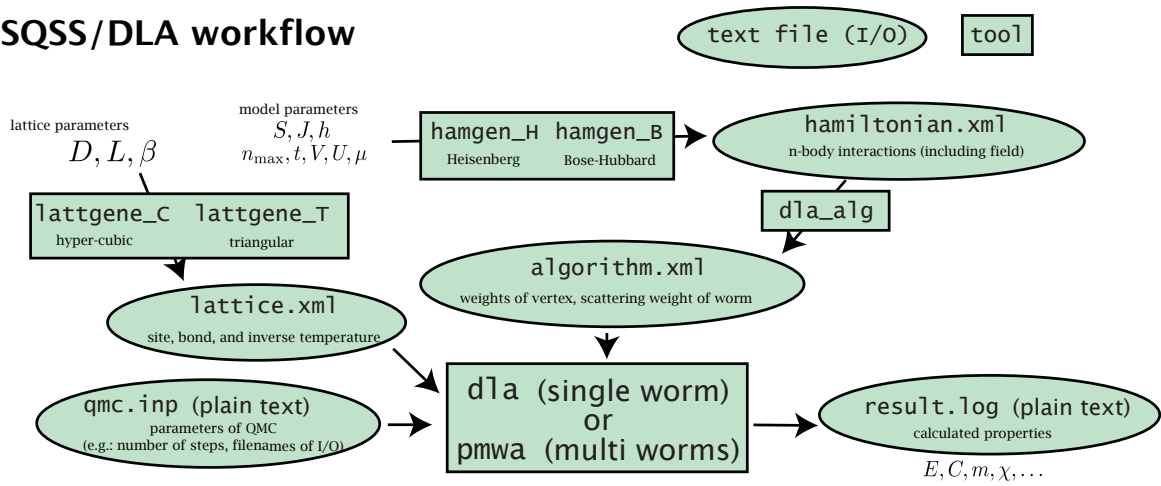 SQSS/DLA workflow
text file (I/O)
tool
lattice parameters
D, L, β
model parameters
S, J, h
n_max, t, V, U, μ
hamgen_H hamgen_B
Heisenberg Bose-Hubbard
hamiltonian.xml
n-body interactions (including field)
lattgene_C lattgene_T
hyper-cubic triangular
dla_alg
algorithm.xml
weights of vertex, scattering weight of worm
lattice.xml
site, bond, and inverse temperature
qmc.inp (plain text)
parameters of QMC
(e.g.: number of steps, filenames of I/O)
dla (single worm)
or
pmwa (multi worms)
result.log (plain text)
calculated properties
E, C, m, χ, . . .